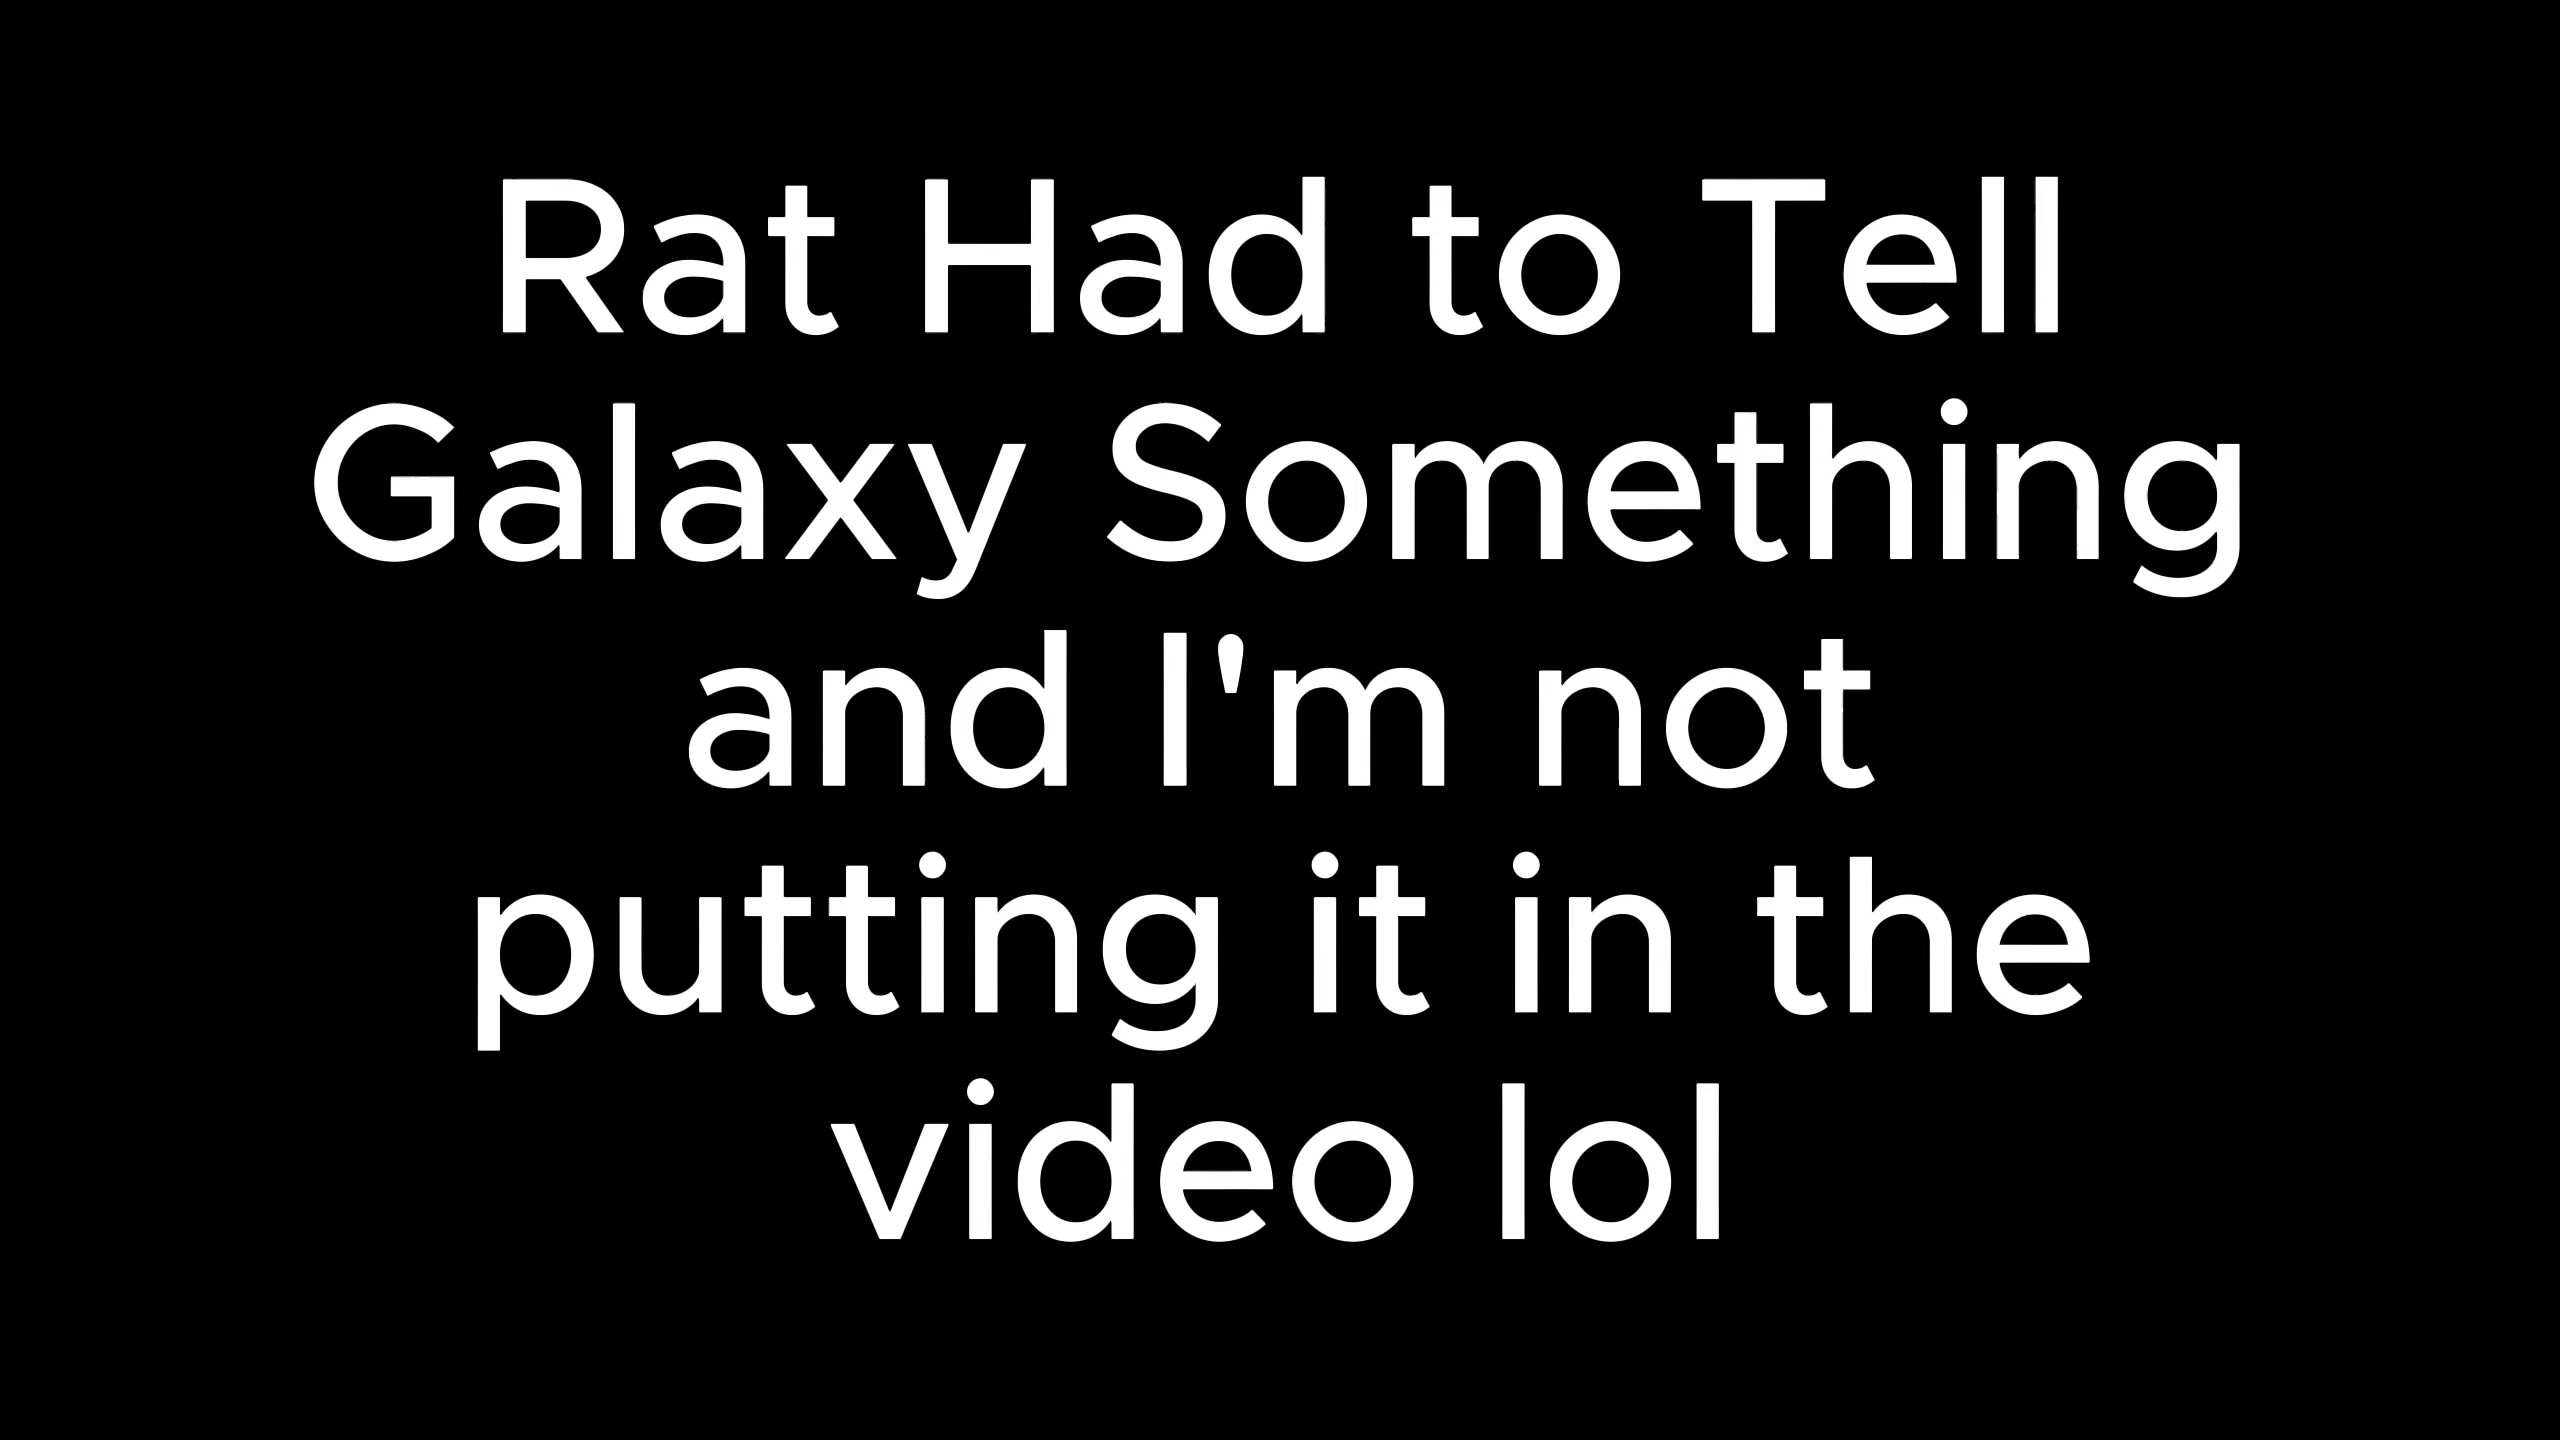 Rat Had to Tell
Galaxy Something
and I'm not
putting it in the
video lol